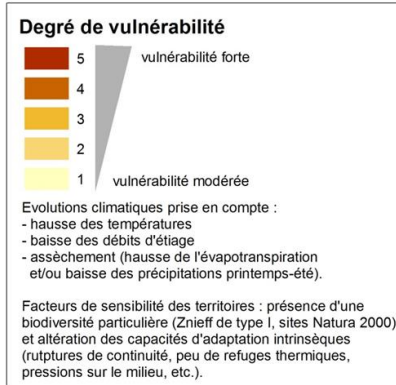 Degré de vulnérabilité
5 vulnérabilité forte
4
3
2
1 vulnérabilité modérée
Evolutions climatiques prise en compte :
- hausse des températures
- baisse des débits d'étiage
- assèchement (hausse de l'évapotranspiration
et/ou baisse des précipitations printemps-été).
Facteurs de sensibilité des territoires : présence d'une
biodiversité particulière (Znieff de type I, sites Natura 2000)
et altération des capacités d'adaptation intrinsèques
(rutptures de continuité, peu de refuges thermiques,
pressions sur le milieu, etc.).